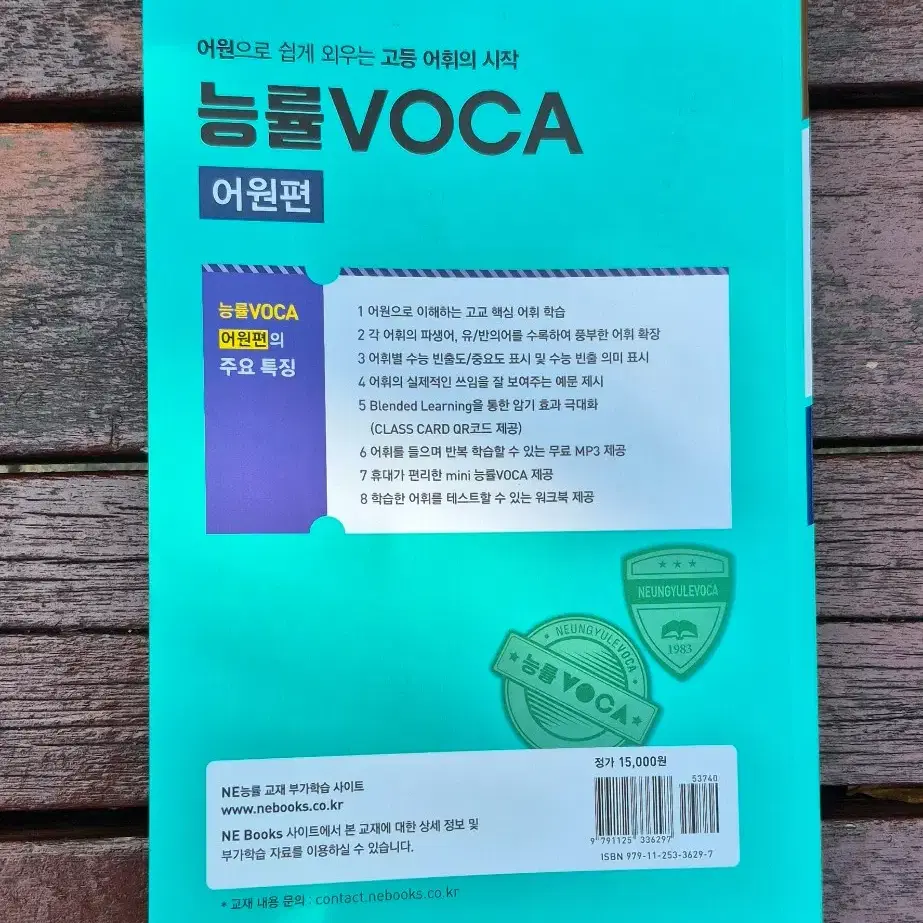 어원으로 쉽게 외우는 고등 어휘의 시작
능률VOCA
어원편
능률VOCA
어원편의
주요 특징
1 어원으로 이해하는 고교 핵심 어휘 학습
2 각 어휘의 파생어, 유/반의어를 수록하여 풍부한 어휘 확장
3 어휘별 수능 빈출도/중요도 표시 및 수능 빈출 의미 표시
4 어휘의 실제적인 쓰임을 잘 보여주는 예문 제시
5 Blended Learning을 통한 암기 효과 극대화
(CLASS CARD QR코드 제공)
6 어휘를 들으며 반복 학습할 수 있는 무료 MP3 제공
7 휴대가 편리한 mini 능률VOCA 제공
8 학습한 어휘를 테스트할 수 있는 워크북 제공
NEUNGYULEVOCA
1983
NEUNGYULEVOCA
능률VOCA
NE능률 교재 부가학습 사이트
www.nebooks.co.kr
NE Books 사이트에서 본 교재에 대한 상세 정보 및
부가학습 자료를 이용하실 수 있습니다.
정가 15,000원
53740
9 791125 336297
ISBN 979-11-253-3629-7
* 교재 내용 문의 : contact.nebooks.co.kr